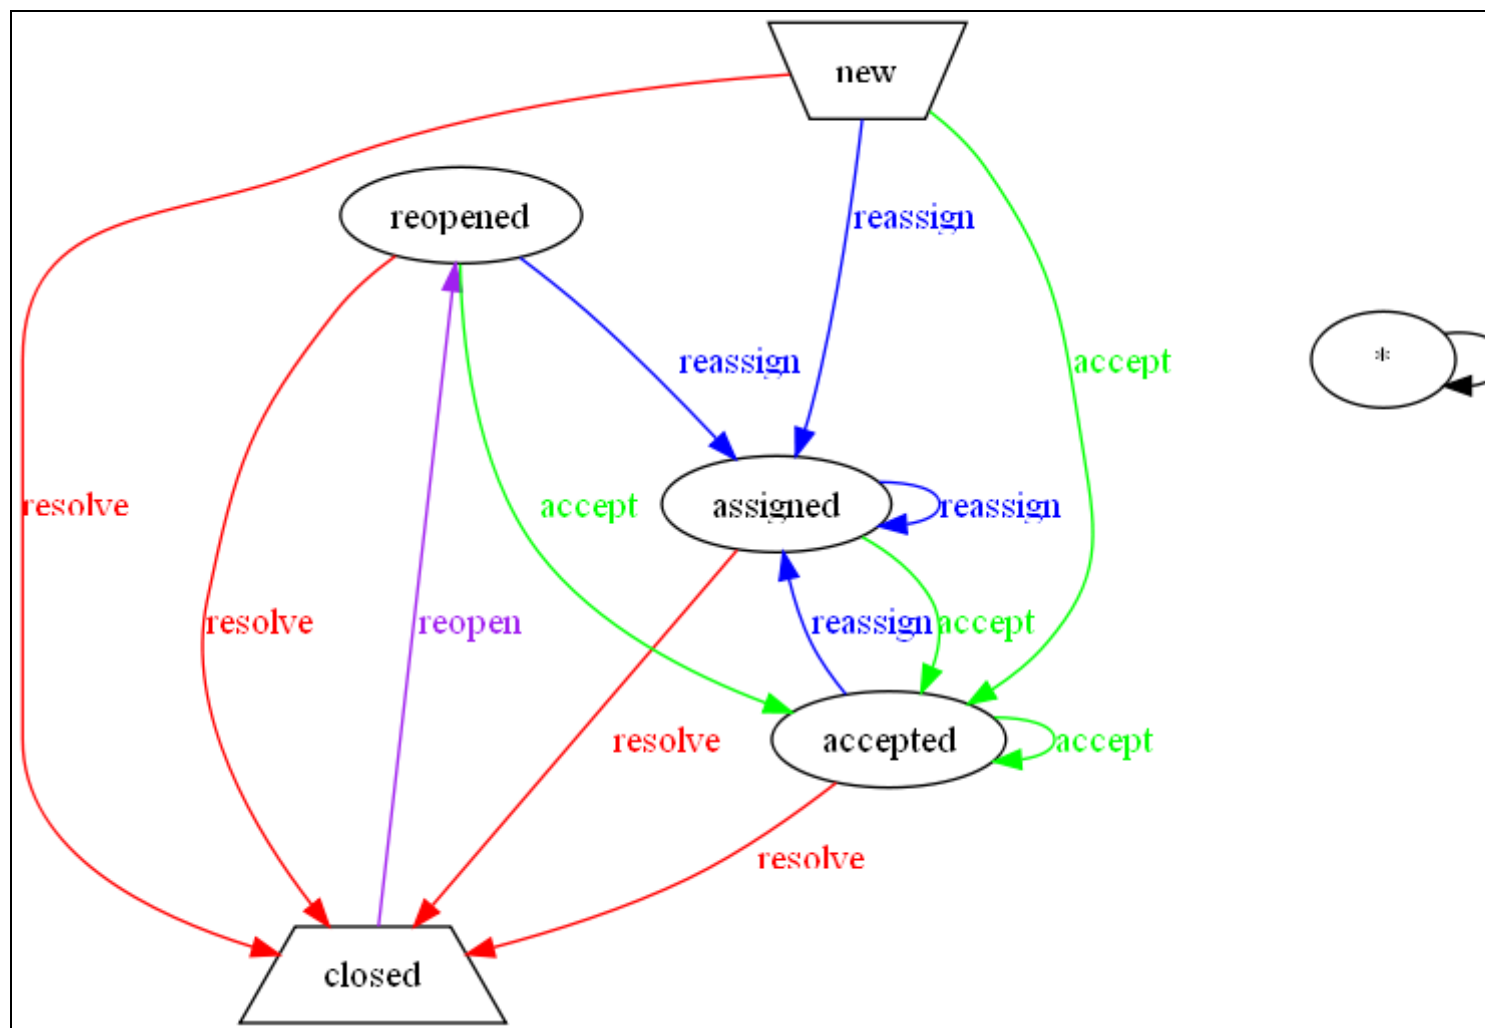 new
reopened
reassign
reassign
accept
*
resolve
accept
assigned
reassign
resolve
reopen
reassign
accept
resolve
accepted
accept
resolve
closed